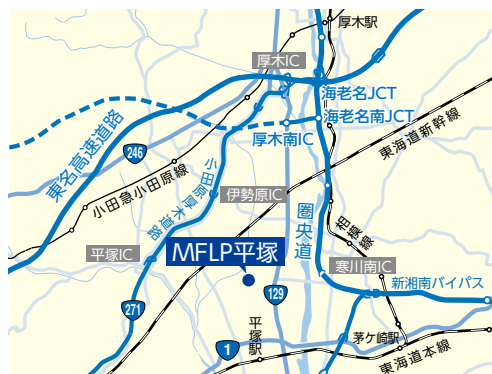 厚木駅
厚木IC
海老名JCT
海老名南JCT
厚木南IC
東名高速道路
246
小田急小田原線
小田原厚木道路
東海道新幹線
伊勢原IC
圏央道
相模線
平塚IC
MFLP平塚
寒川南IC
新湘南バイパス
129
271
平塚駅
1
茅ケ崎駅
東海道本線